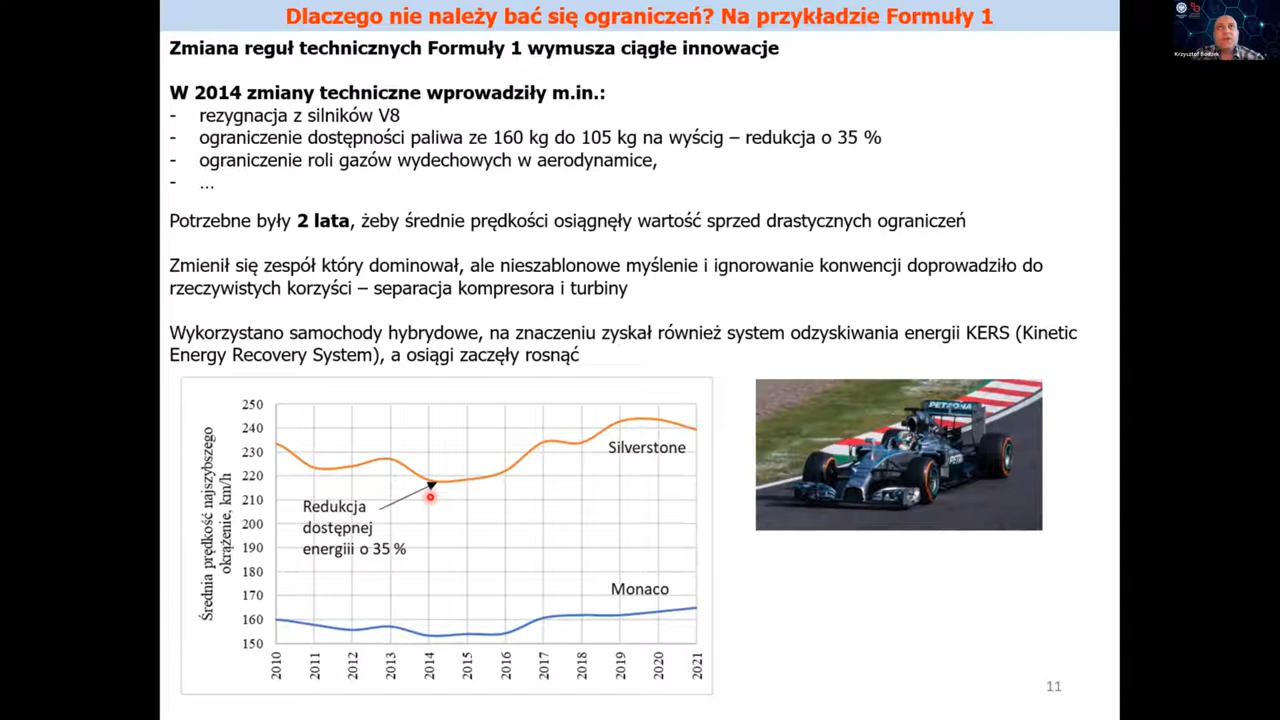 Dlaczego nie należy bać się ograniczeń? Na przykładzie Formuły 1
Zmiana reguł technicznych Formuły 1 wymusza ciągłe innowacje
W 2014 zmiany techniczne wprowadziły m.in.:
- rezygnacja z silników V8
- ograniczenie dostępności paliwa ze 160 kg do 105 kg na wyścig – redukcja o 35 %
- ograniczenie roli gazów wydechowych w aerodynamice,
- ...
Potrzebne były 2 lata, żeby średnie prędkości osiągnęły wartość sprzed drastycznych ograniczeń
Zmienił się zespół który dominował, ale nieszablonowe myślenie i ignorowanie konwencji doprowadziło do
rzeczywistych korzyści – separacja kompresora i turbiny
Wykorzystano samochody hybrydowe, na znaczeniu zyskał również system odzyskiwania energii KERS (Kinetic
Energy Recovery System), a osiągi zaczęły rosnąć
Średnia prędkość najszybszego
okrążenie, km/h
250
240
230
220
210
200
190
180
170
160
150
Silverstone
Redukcja
dostępnej
energiii o 35 %
Monaco
2010 2011 2012 2013 2014 2015 2016 2017 2018 2019 2020 2021
PETRONAS
11
Krzysztof Bodzek